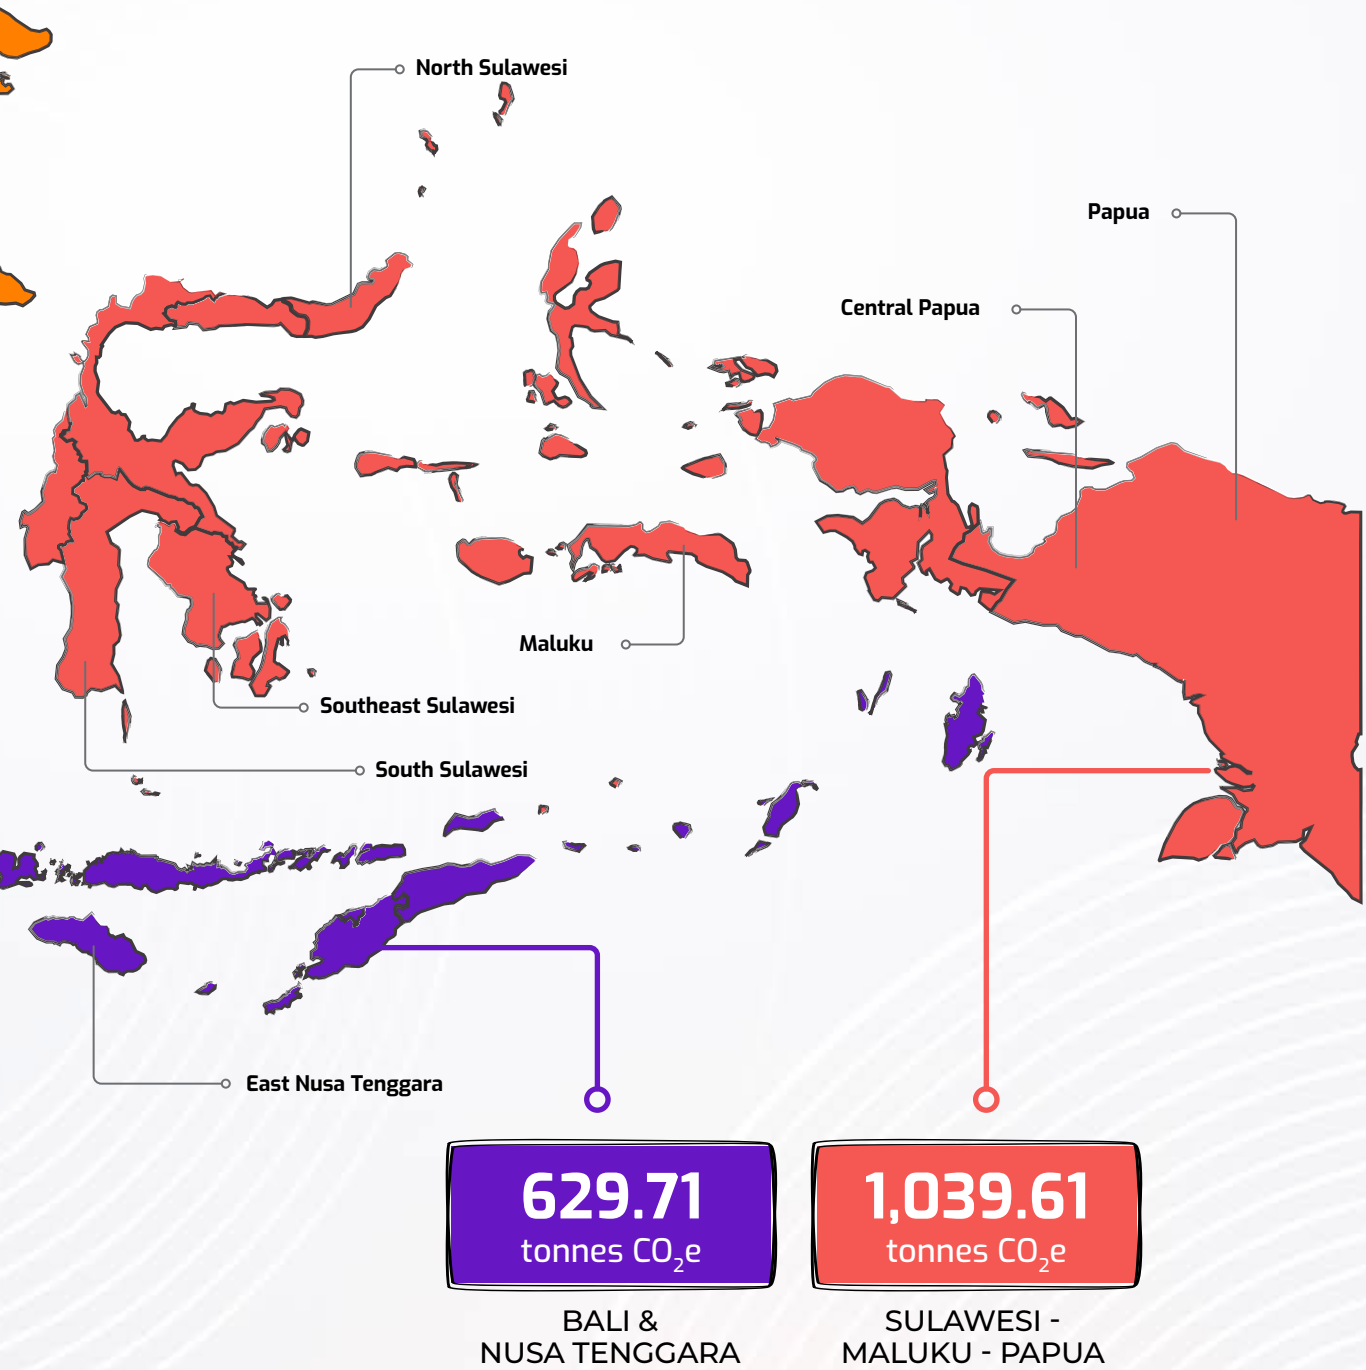 North Sulawesi
Papua
Central Papua
Maluku
Southeast Sulawesi
South Sulawesi
East Nusa Tenggara
629.71
tonnes CO₂e
BALI &
NUSA TENGGARA
1,039.61
tonnes CO₂e
SULAWESI -
MALUKU - PAPUA